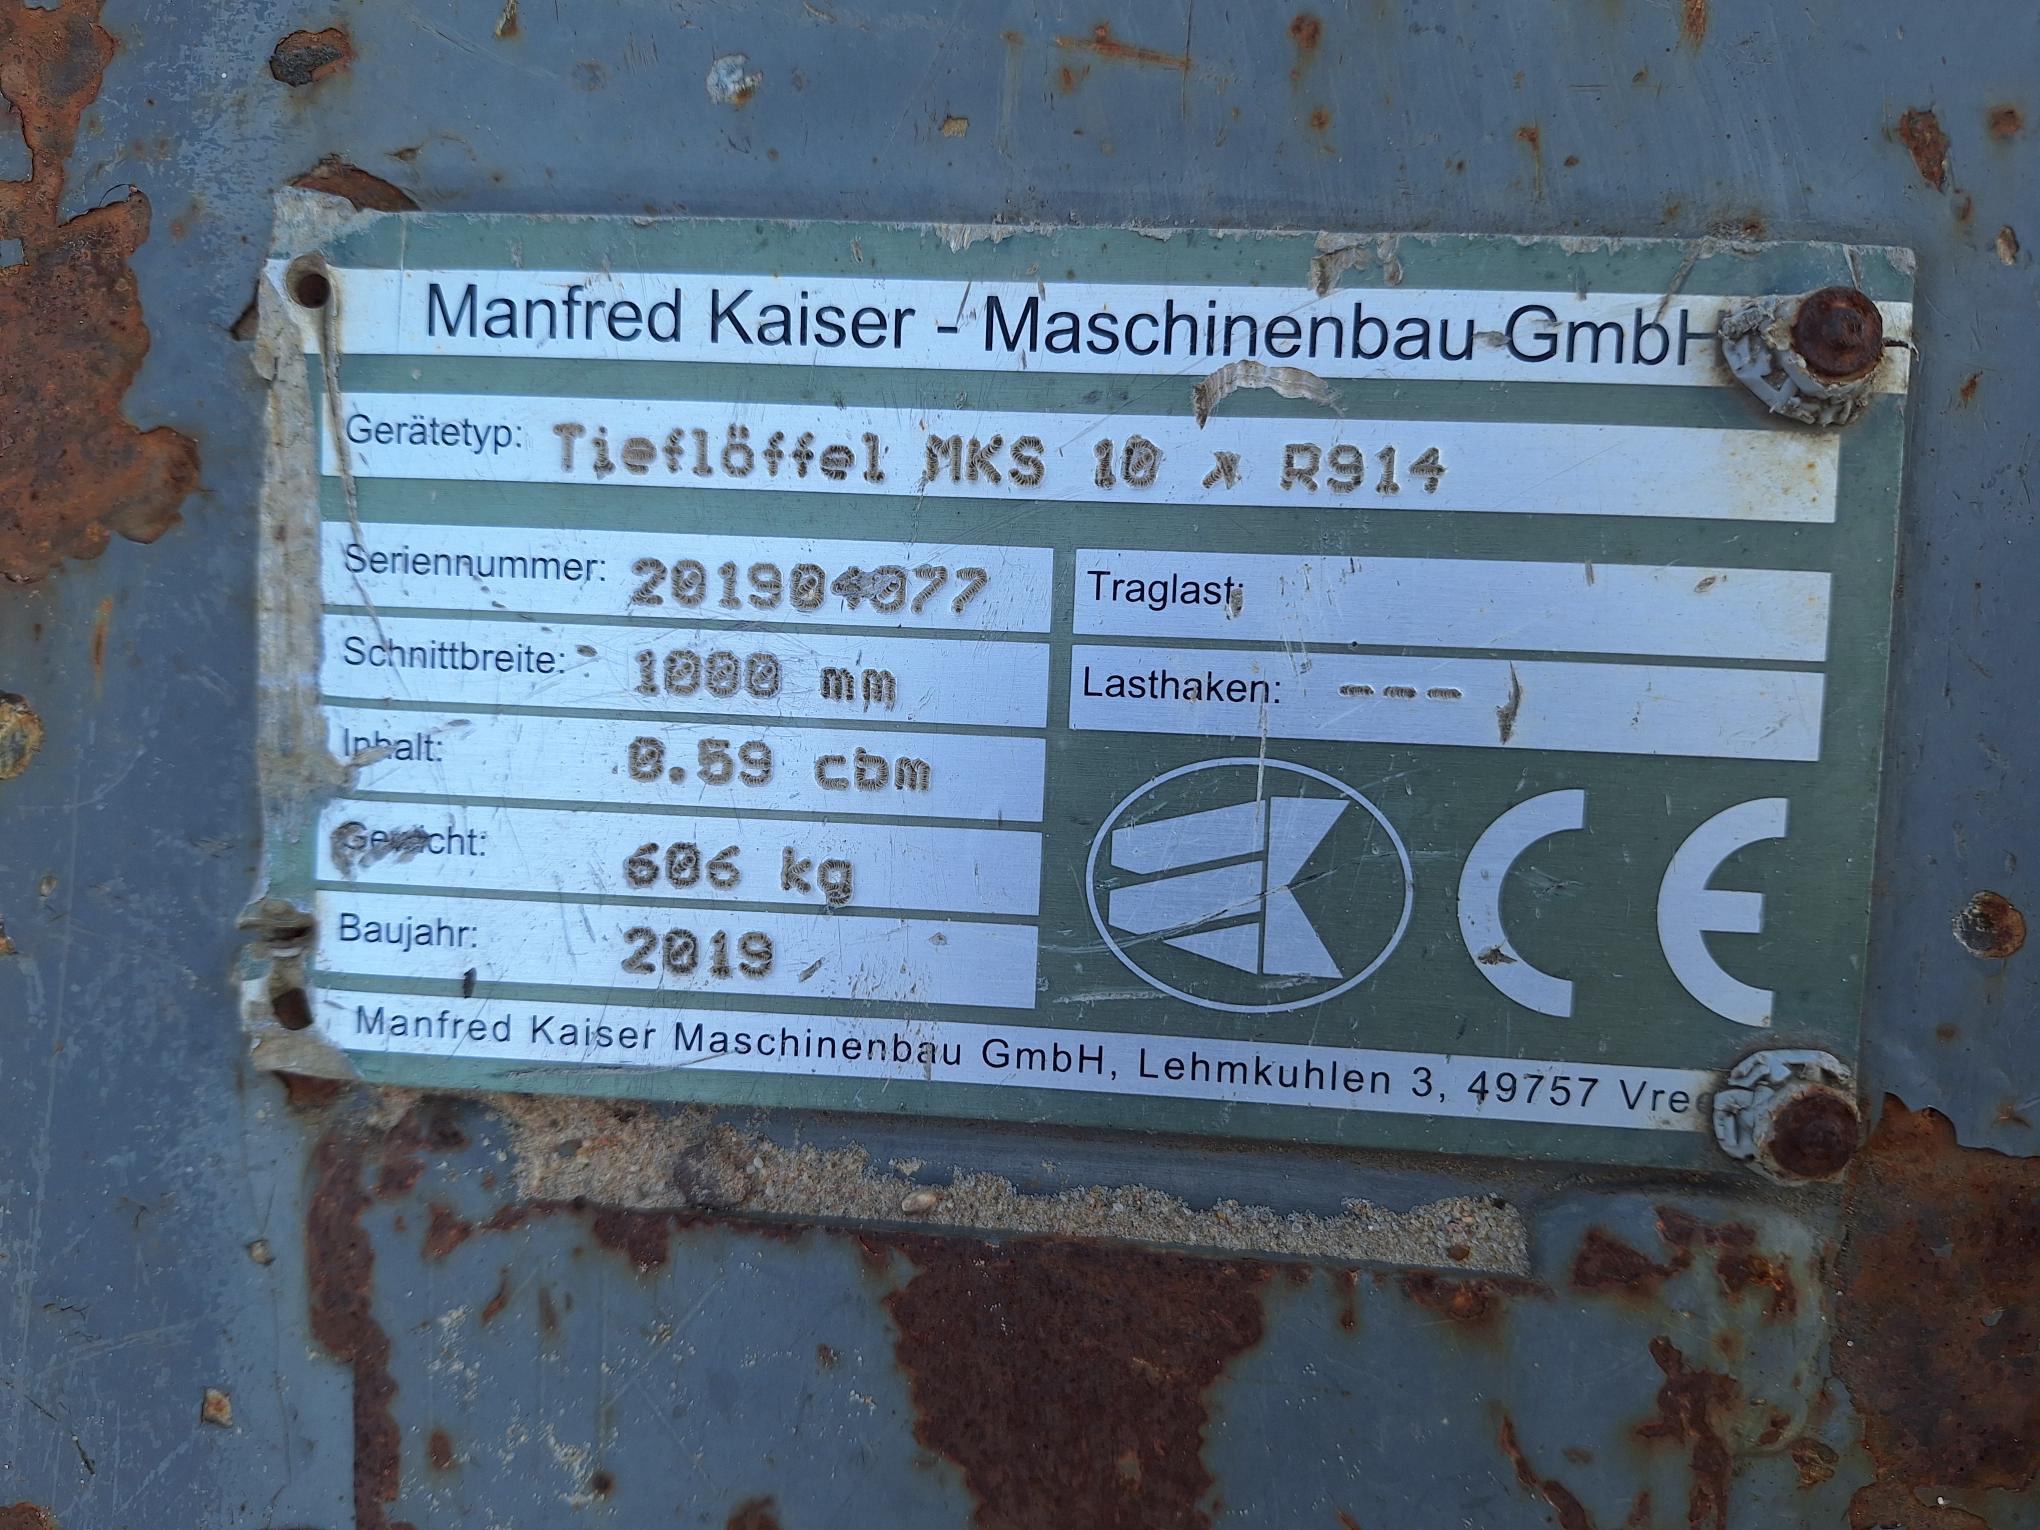 Manfred Kaiser - Maschinenbau GmbH
Gerätetyp: Tieflöffel MKS 10 x R914
Seriennummer: 201904077
Traglast:
Schnittbreite: 1000 mm
Lasthaken: ---
Inhalt: 0.59 cbm
Gewicht: 606 kg
Baujahr: 2019
CE
Manfred Kaiser Maschinenbau GmbH, Lehmkuhlen 3, 49757